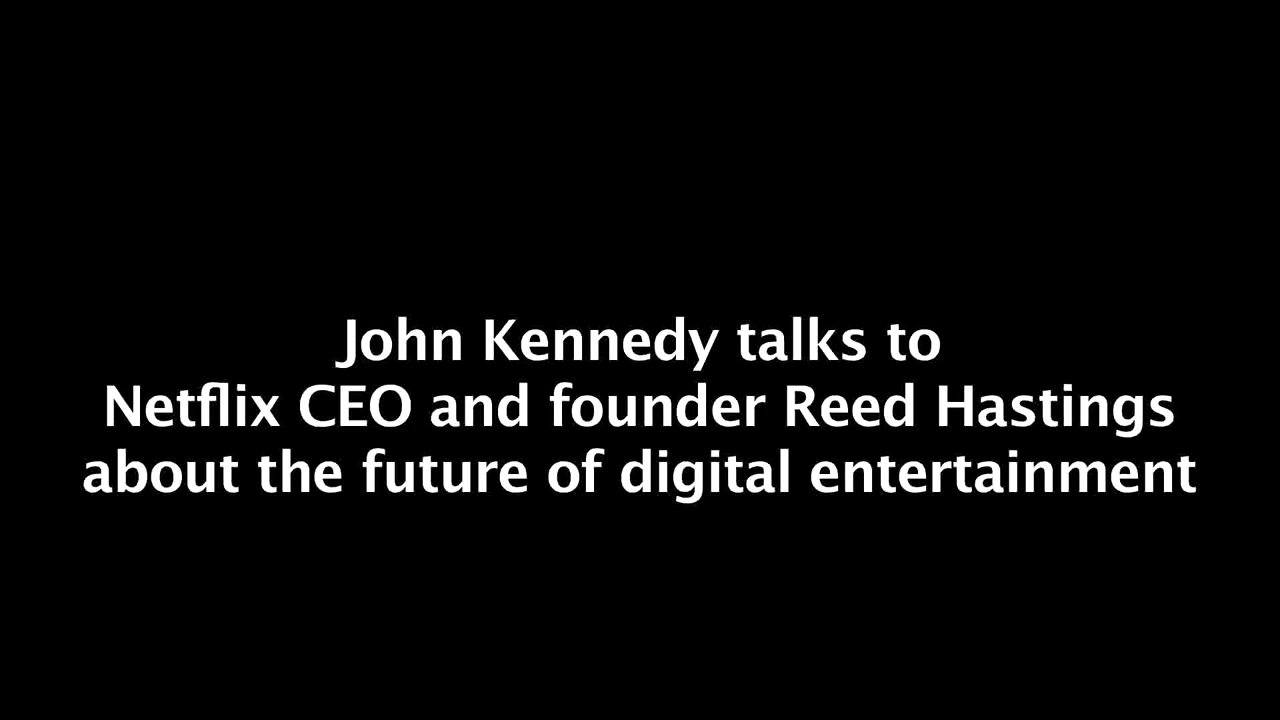 John Kennedy talks to
Netflix CEO and founder Reed Hastings
about the future of digital entertainment